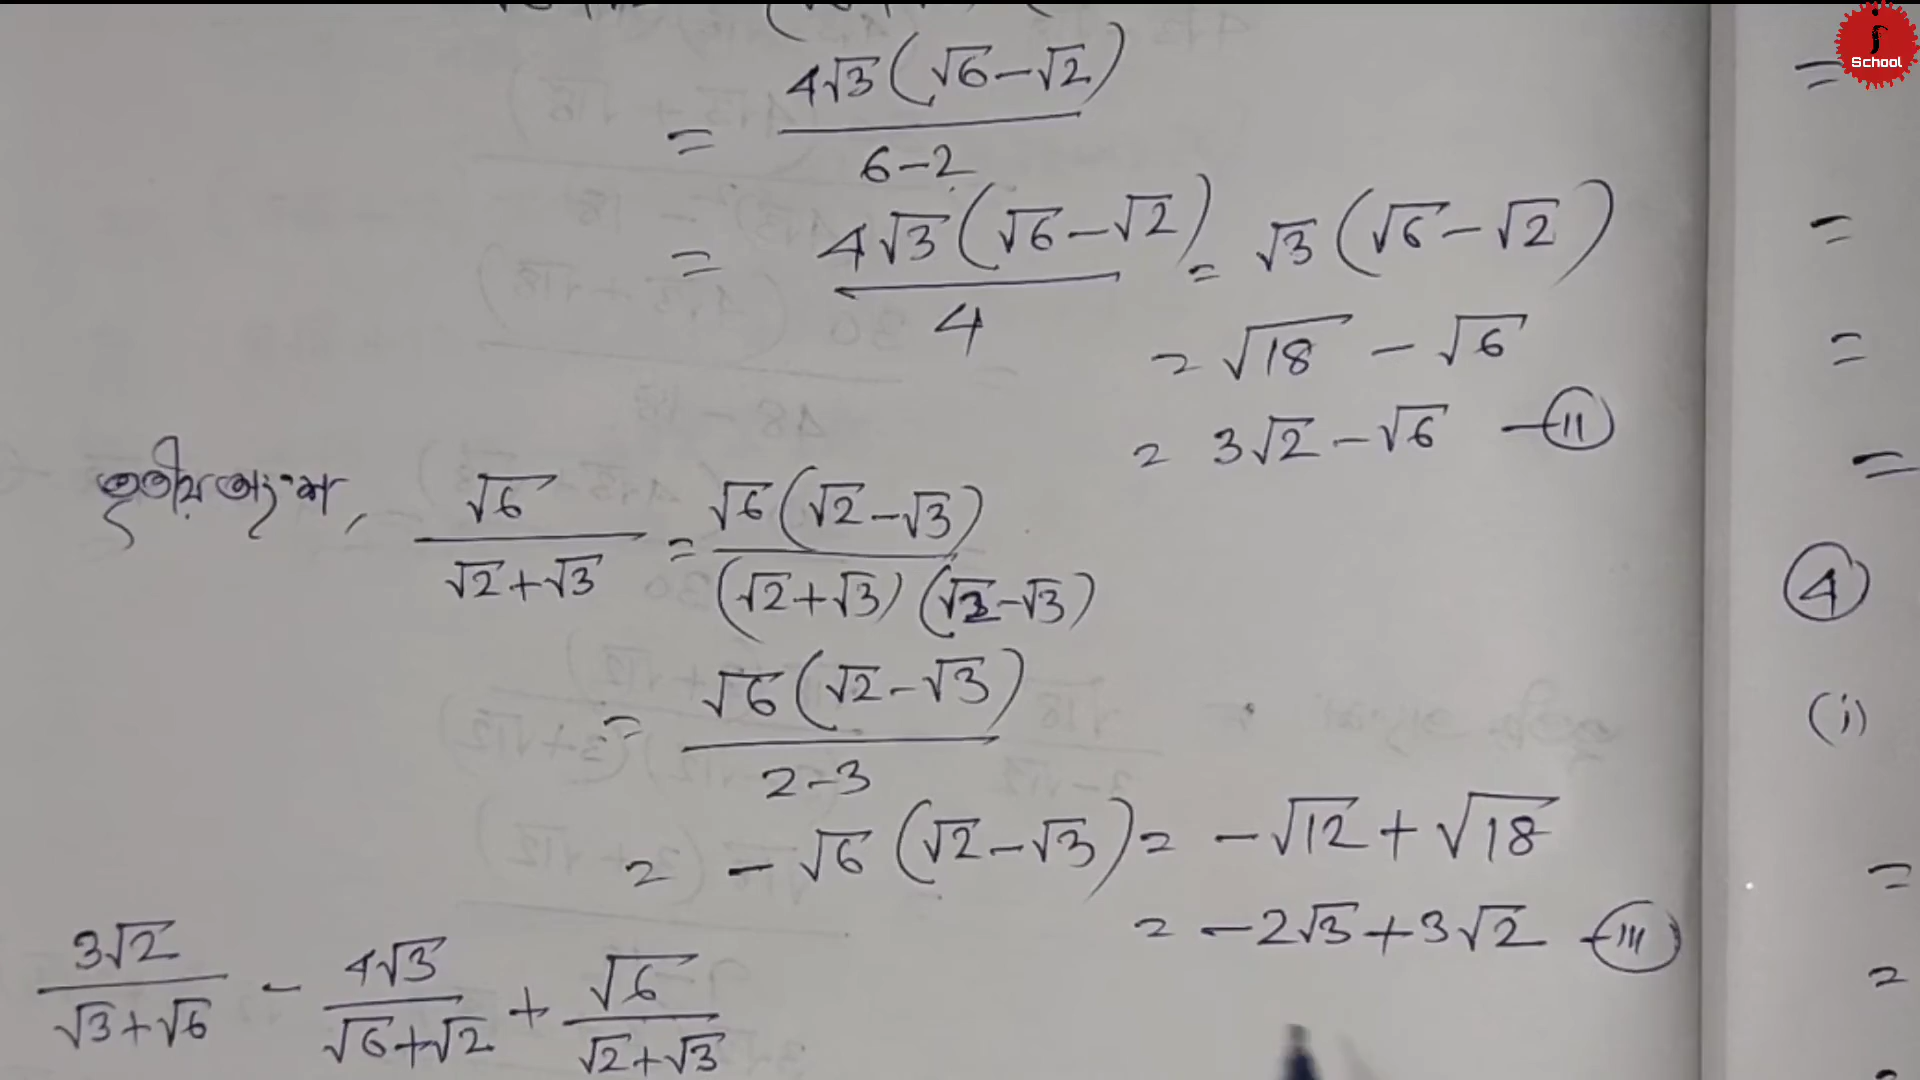 School
= 4√3(√6-√2) / 6-2
= 4√3(√6-√2) / 4 = √3(√6-√2)
= √18 - √6
= 3√2 - √6 - (II)
তৃতীয় অংশ, √6 / √2+√3 = √6(√2-√3) / (√2+√3)(√2-√3)
= √6(√2-√3) / 2-3
= - √6(√2-√3) = -√12+√18
= -2√3+3√2 - (III)
3√2 / √3+√6 - 4√3 / √6+√2 + √6 / √2+√3
=
=
=
=
(4)
(i)
=
=